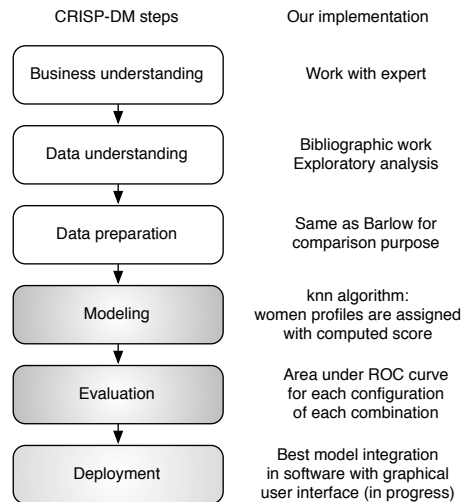 CRISP-DM steps
Our implementation
Business understanding
Work with expert
Data understanding
Bibliographic work
Exploratory analysis
Data preparation
Same as Barlow for
comparison purpose
Modeling
knn algorithm:
women profiles are assigned
with computed score
Evaluation
Area under ROC curve
for each configuration
of each combination
Deployment
Best model integration
in software with graphical
user interface (in progress)